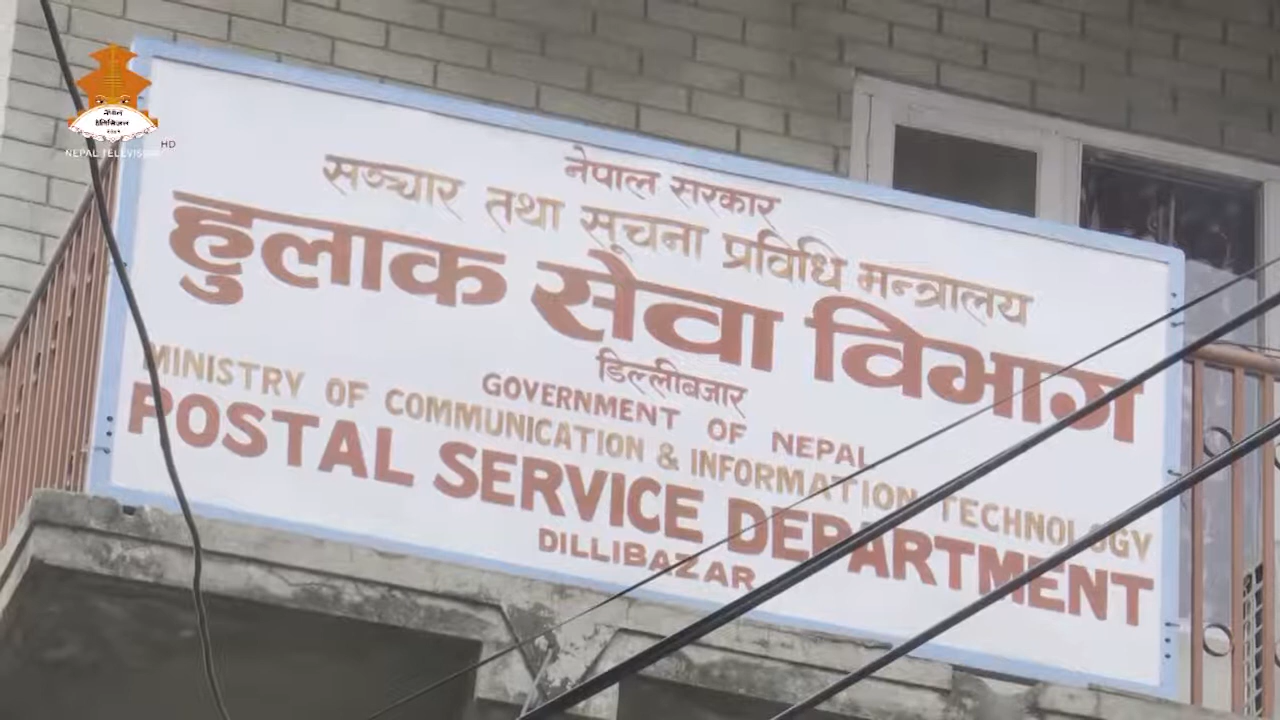 नेपाल
टेलिभिजन
NEPAL TELEVISION
HD
नेपाल सरकार
सञ्चार तथा सूचना प्रविधि मन्त्रालय
हुलाक सेवा विभाग
डिल्लीबजार
GOVERNMENT OF NEPAL
MINISTRY OF COMMUNICATION & INFORMATION TECHNOLOGY
POSTAL SERVICE DEPARTMENT
DILLIBAZAR